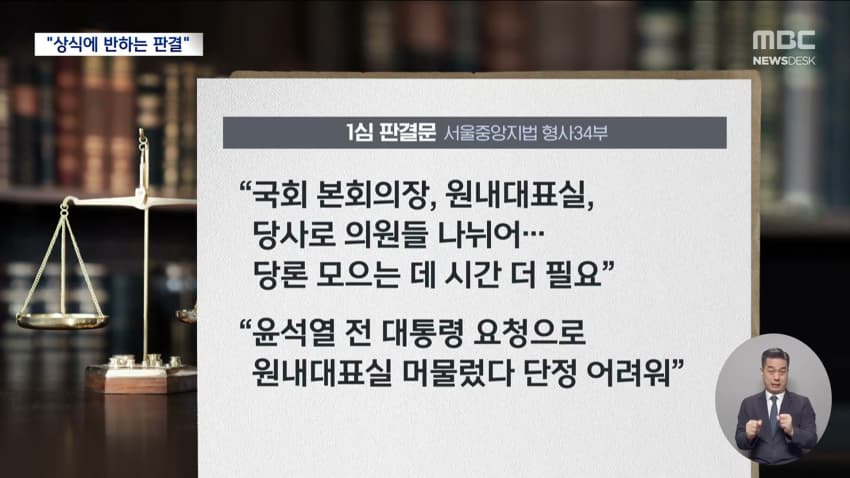 "상식에 반하는 판결"
MBC
NEWSDESK
1심 판결문 서울중앙지법 형사34부
“국회 본회의장, 원내대표실,
당사로 의원들 나뉘어…
당론 모으는 데 시간 더 필요”
“윤석열 전 대통령 요청으로
원내대표실 머물렀다 단정 어려워”